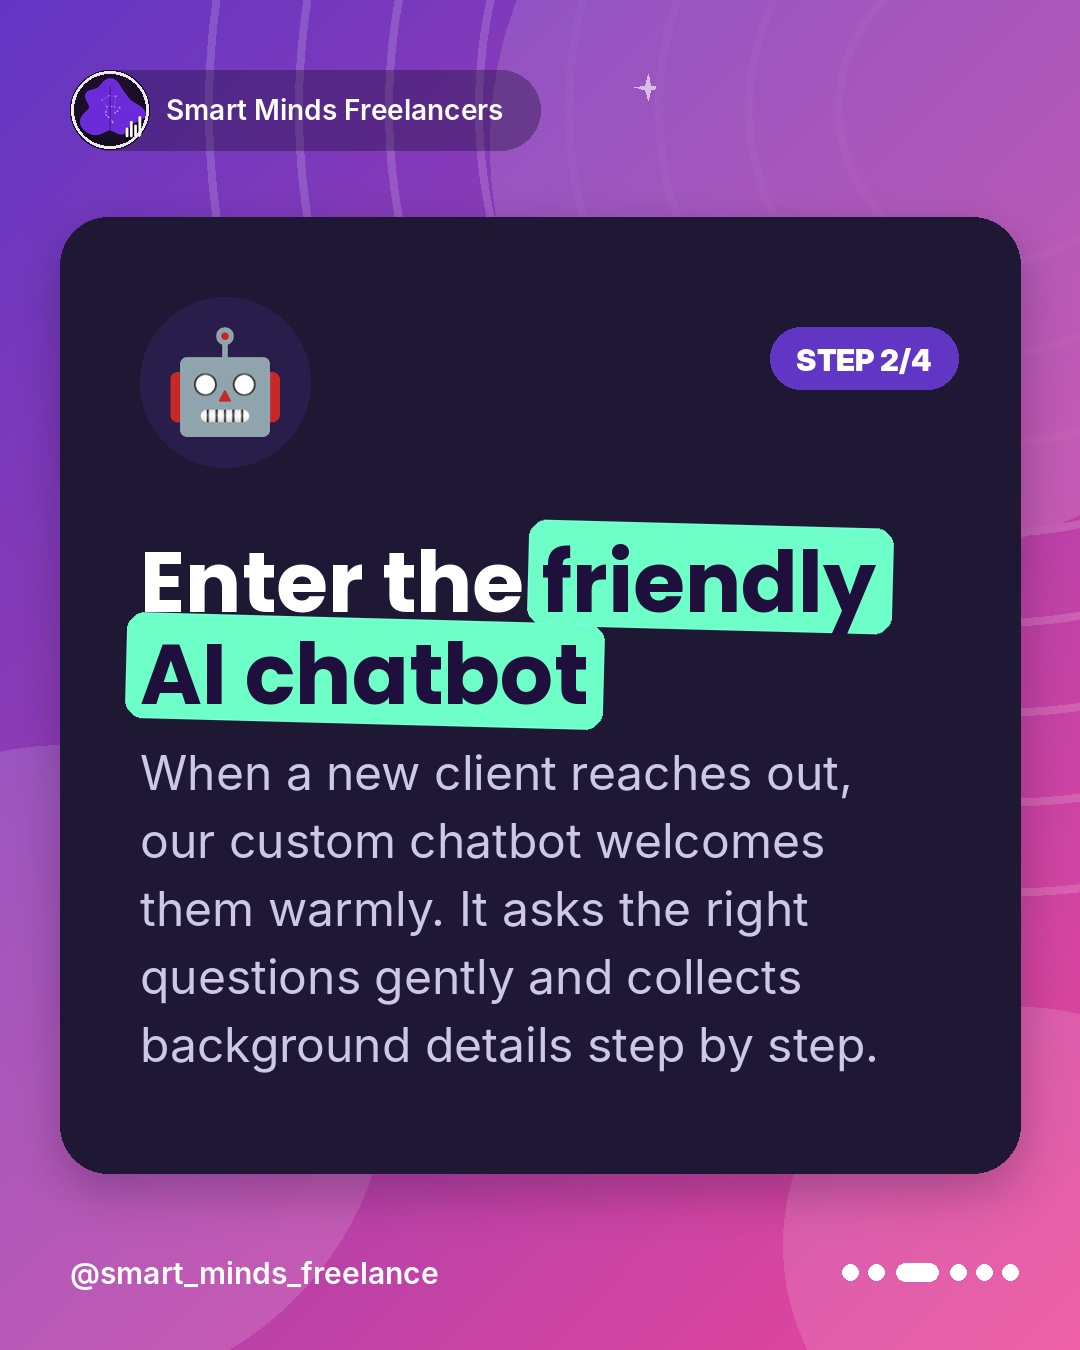 Smart Minds Freelancers
STEP 2/4
Enter the friendly
AI chatbot
When a new client reaches out,
our custom chatbot welcomes
them warmly. It asks the right
questions gently and collects
background details step by step.
@smart_minds_freelance